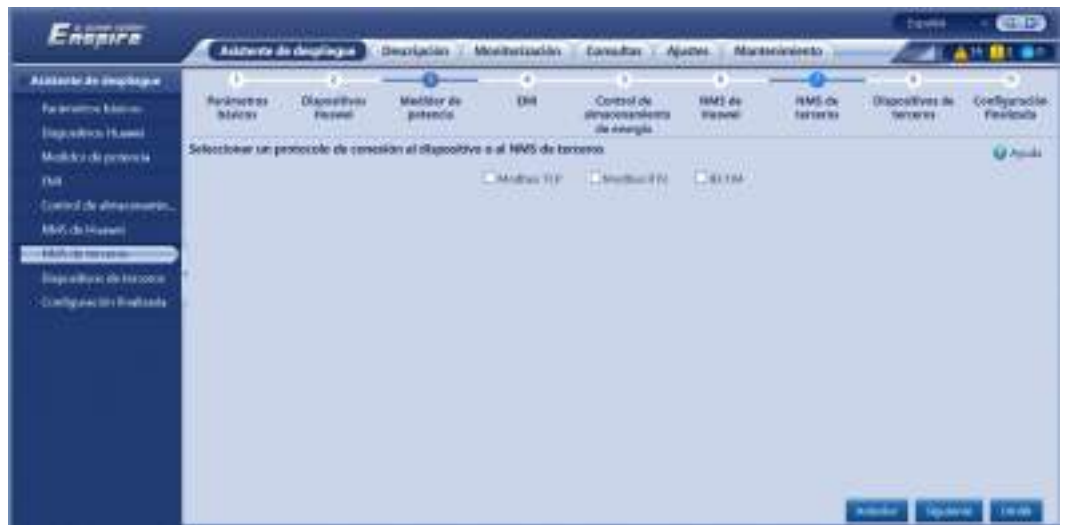 Enspire
Español
Asistente de despliegue
Descripción
Monitorización
Consultas
Ajustes
Mantenimiento
Asistente de despliegue
Parámetros básicos
Dispositivos Huawei
Medidor de potencia
EMI
Control de almacenamien...
NMS de Huawei
NMS de terceros
Dispositivos de terceros
Configuración finalizada
Parámetros básicos
Dispositivos Huawei
Medidor de potencia
EMI
Control de almacenamiento de energía
NMS de Huawei
NMS de terceros
Dispositivos de terceros
Configuración finalizada
Seleccionar un protocolo de conexión al dispositivo o al NMS de terceros
Ayuda
Modbus TCP
Modbus RTU
IEC104
Anterior
Siguiente